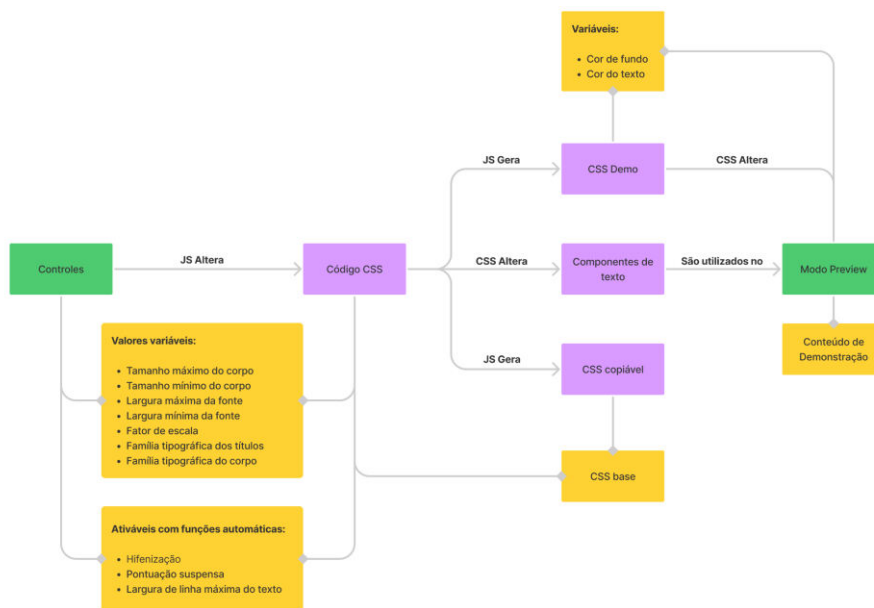 Variáveis:
Cor de fundo
Cor do texto
JS Gera
CSS Demo
CSS Altera
Controles
JS Altera
Código CSS
CSS Altera
Componentes de
texto
São utilizados no
Modo Preview
Valores variáveis:
Tamanho máximo do corpo
Tamanho mínimo do corpo
Largura máxima da fonte
Largura mínima da fonte
Fator de escala
Família tipográfica dos títulos
Família tipográfica do corpo
JS Gera
CSS copiável
Conteúdo de
Demonstração
CSS base
Ativáveis com funções automáticas:
Hifenização
Pontuação suspensa
Largura de linha máxima do texto